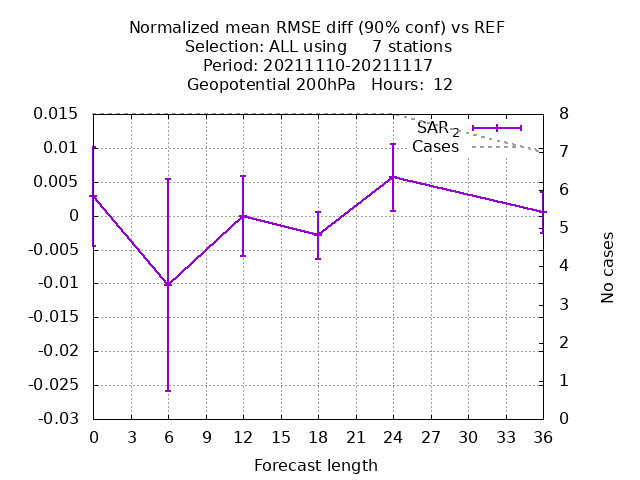 Normalized mean RMSE diff (90% conf) vs REF
Selection: ALL using     7 stations
Period: 20211110-20211117
Geopotential 200hPa   Hours:  12
0.015
0.01
0.005
0
-0.005
-0.01
-0.015
-0.02
-0.025
-0.03
SAR_2
Cases
8
7
6
5
4
3
2
1
0
No cases
0 3 6 9 12 15 18 21 24 27 30 33 36
Forecast length